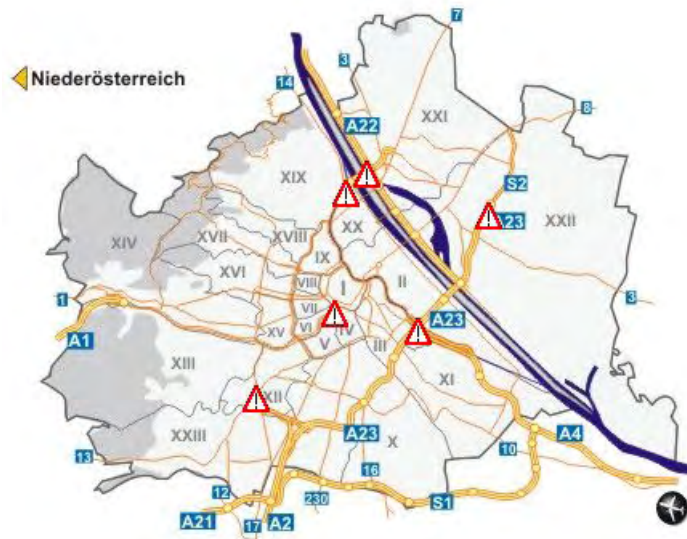 7
3
Niederösterreich
14
8
A22
XXI
XIX
S2
XX
A23
XXII
XIV
XVII
XVIII
IX
XVI
II
VIII
I
1
VII
3
XV
VI
IV
A23
A1
V
III
XIII
XI
XII
XXIII
A23
X
A4
13
10
16
12
230
S1
A21
17
A2